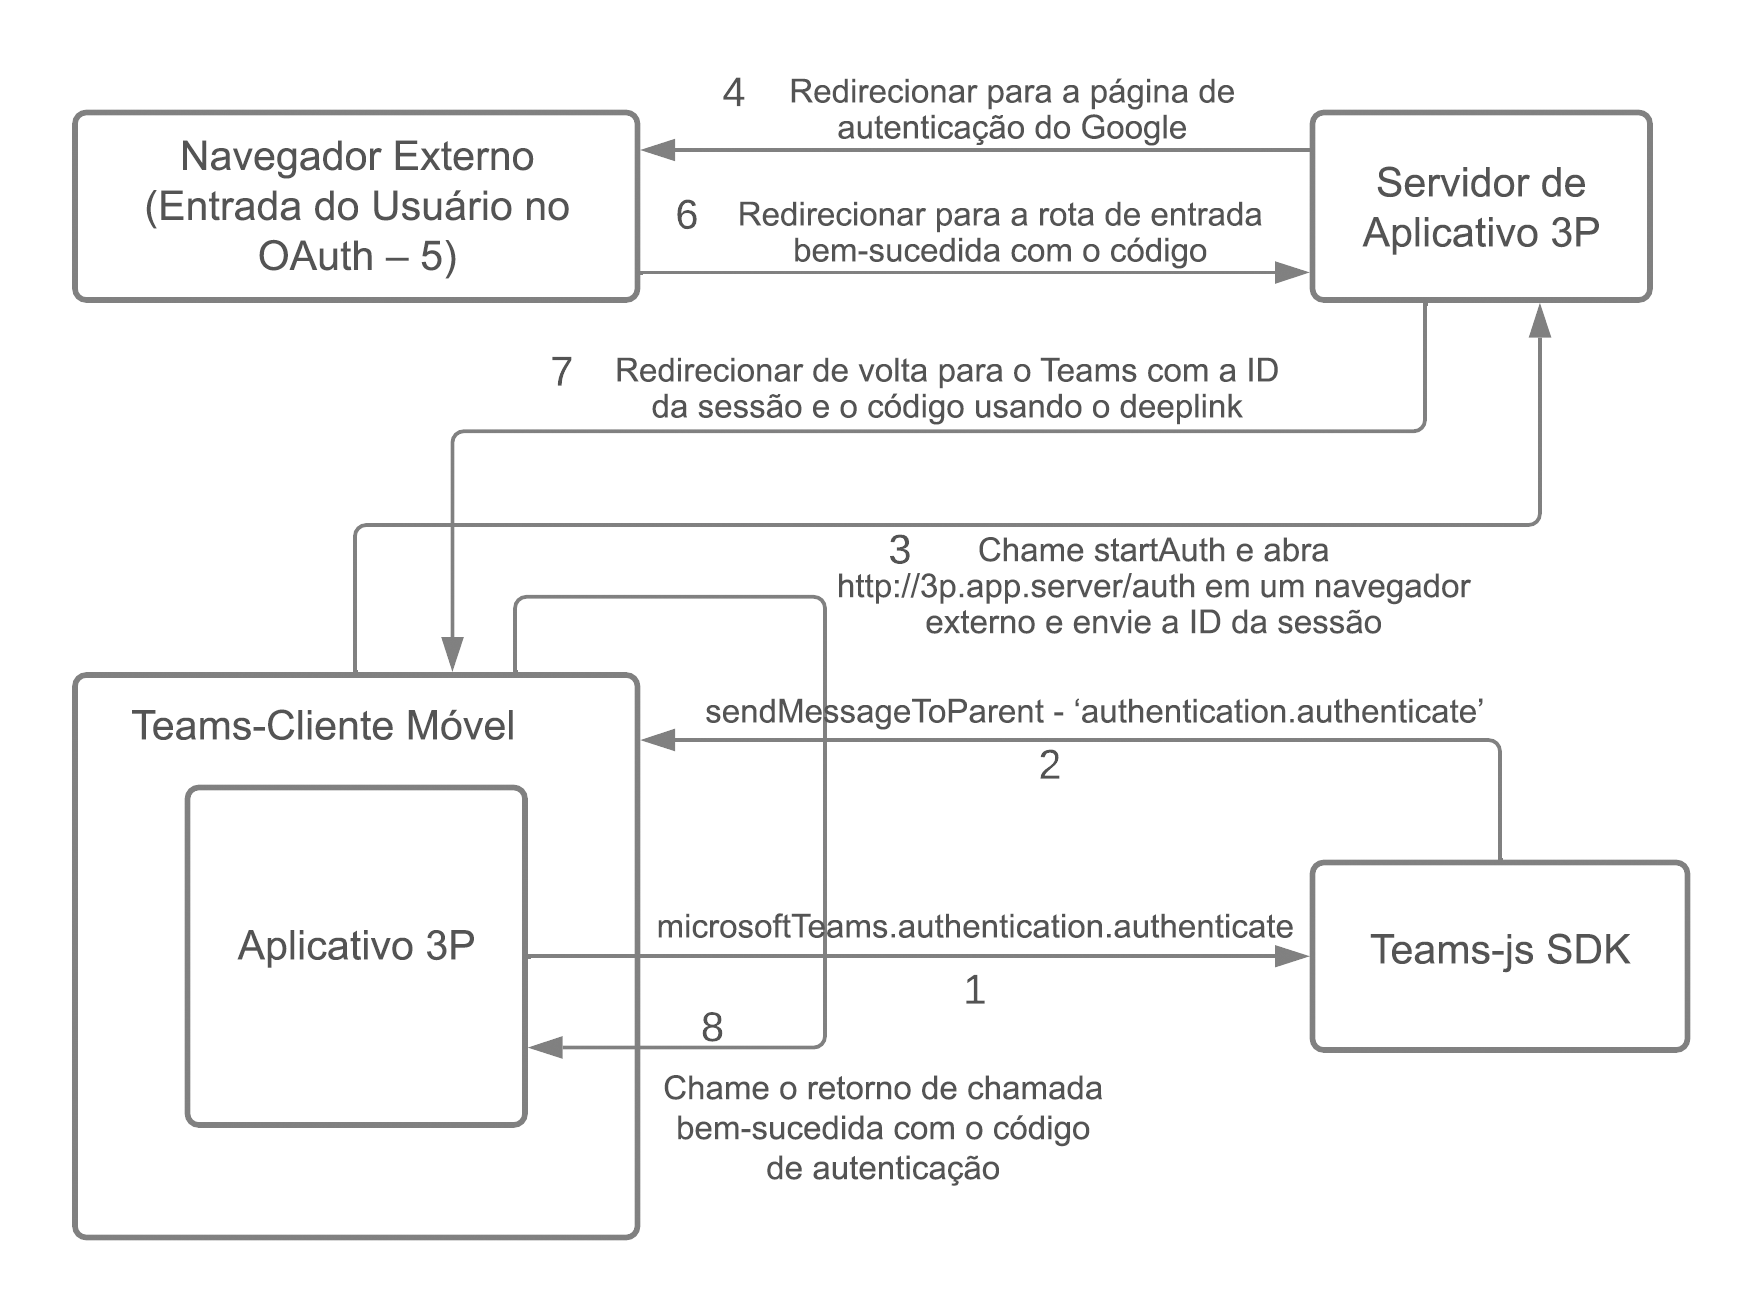 4
Redirecionar para a página de
autenticação do Google
Navegador Externo
(Entrada do Usuário no
OAuth – 5)
Servidor de
Aplicativo 3P
6
Redirecionar para a rota de entrada
bem-sucedida com o código
7
Redirecionar de volta para o Teams com a ID
da sessão e o código usando o deeplink
3
Chame startAuth e abra
http://3p.app.server/auth em um navegador
externo e envie a ID da sessão
Teams-Cliente Móvel
sendMessageToParent - ‘authentication.authenticate’
2
Aplicativo 3P
microsoftTeams.authentication.authenticate
1
Teams-js SDK
8
Chame o retorno de chamada
bem-sucedida com o código
de autenticação